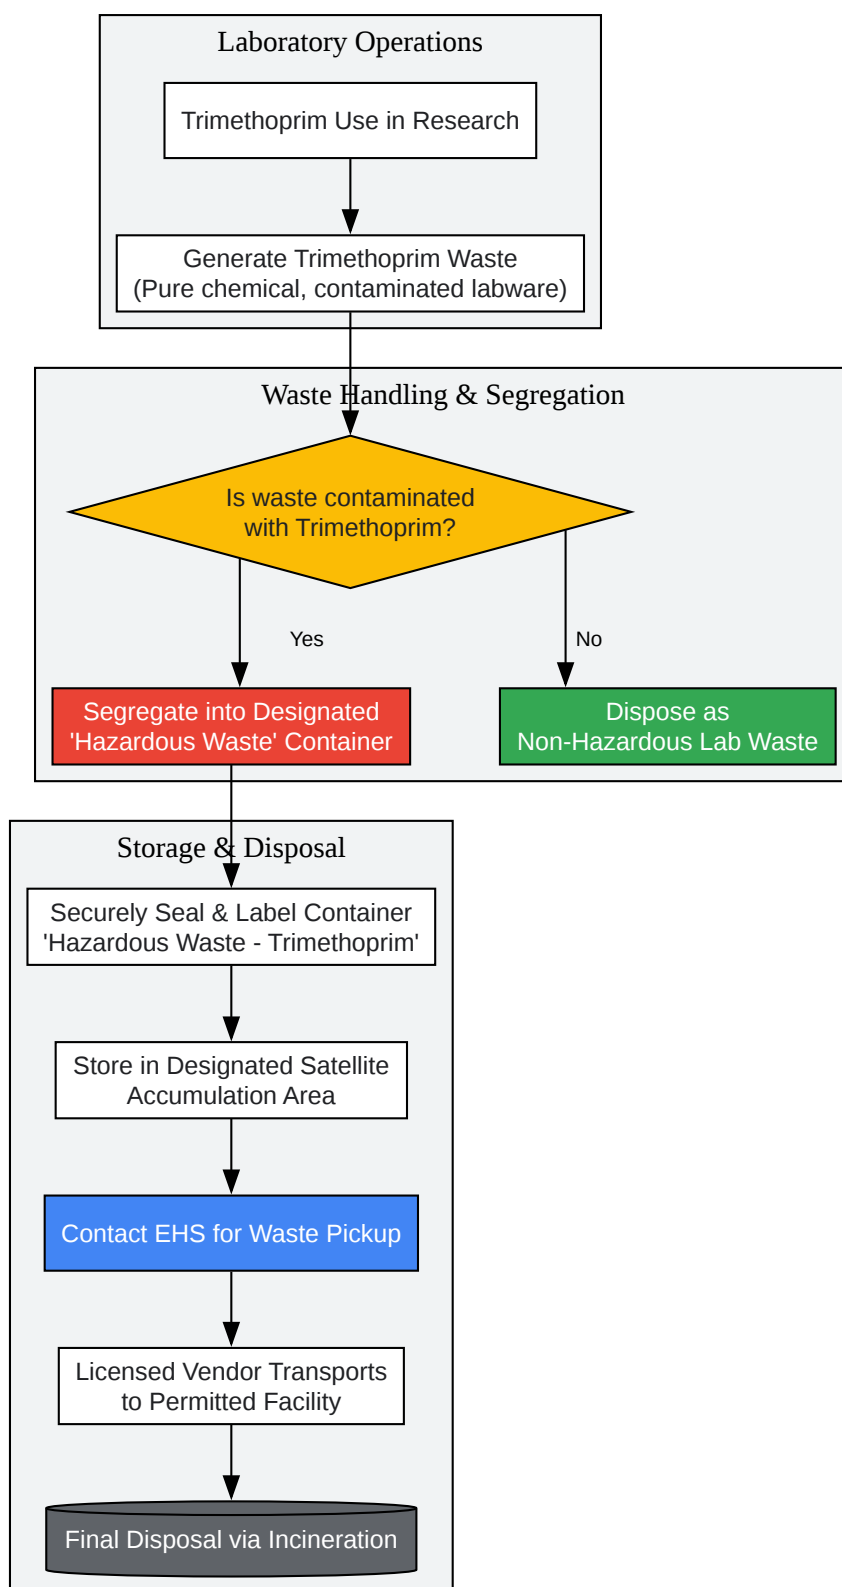 Laboratory Operations
Trimethoprim Use in Research
Generate Trimethoprim Waste
(Pure chemical, contaminated labware)
Waste Handling & Segregation
Is waste contaminated
with Trimethoprim?
Yes
No
Segregate into Designated
'Hazardous Waste' Container
Dispose as
Non-Hazardous Lab Waste
Storage & Disposal
Securely Seal & Label Container
'Hazardous Waste - Trimethoprim'
Store in Designated Satellite
Accumulation Area
Contact EHS for Waste Pickup
Licensed Vendor Transports
to Permitted Facility
Final Disposal via Incineration